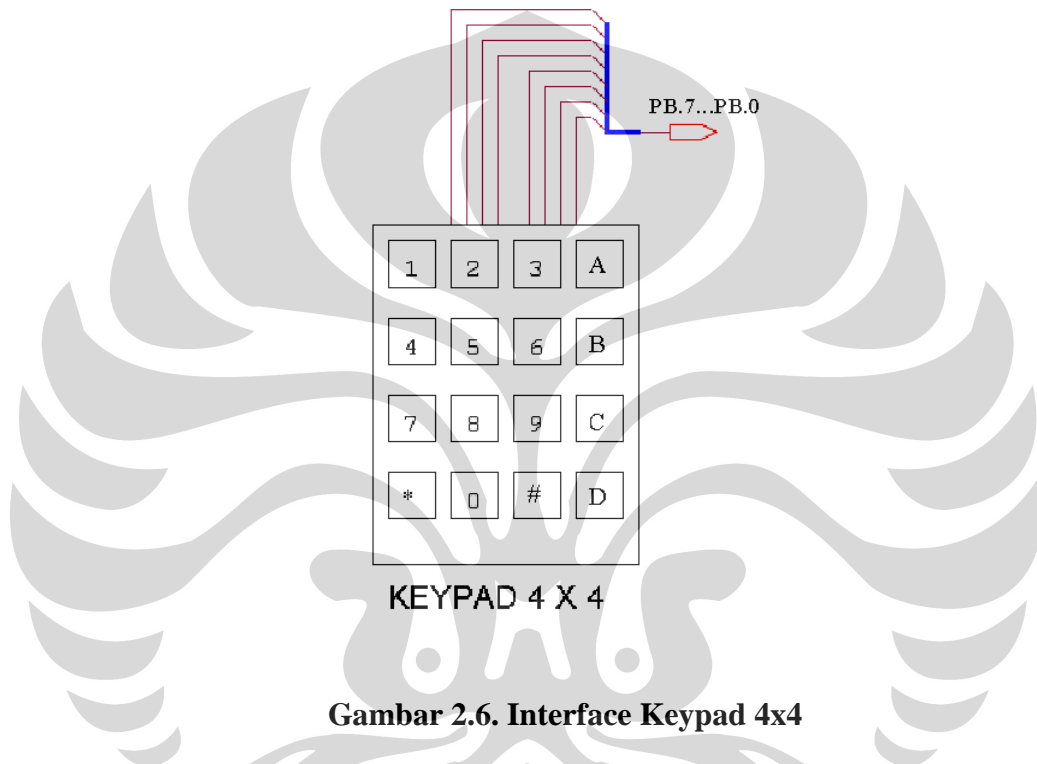 PB.7...PB.0
1 2 3 A
4 5 6 B
7 8 9 C
* 0 # D
KEYPAD 4 X 4
Gambar 2.6. Interface Keypad 4x4